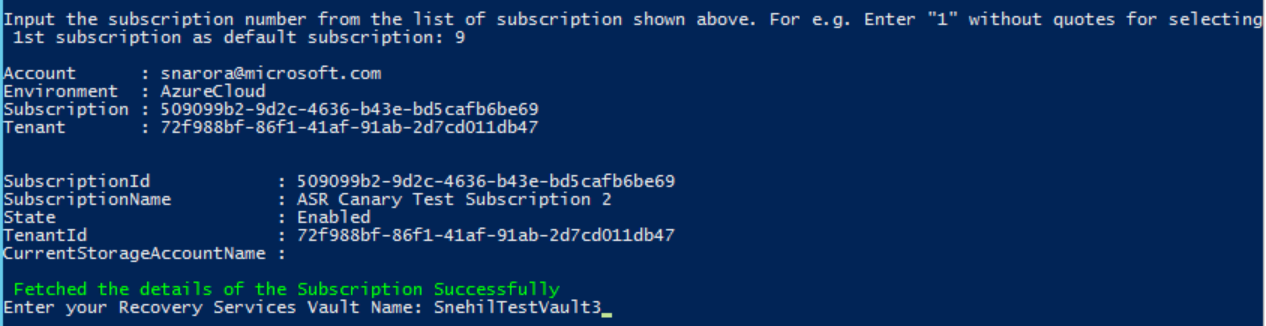 Input the subscription number from the list of subscription shown above. For e.g. Enter "1" without quotes for selecting
1st subscription as default subscription: 9
Account : snarora@microsoft.com
Environment : AzureCloud
Subscription : 509099b2-9d2c-4636-b43e-bd5cafb6be69
Tenant : 72f988bf-86f1-41af-91ab-2d7cd011db47
SubscriptionId : 509099b2-9d2c-4636-b43e-bd5cafb6be69
SubscriptionName : ASR Canary Test Subscription 2
State : Enabled
TenantId : 72f988bf-86f1-41af-91ab-2d7cd011db47
CurrentStorageAccountName :
Fetched the details of the Subscription Successfully
Enter your Recovery Services Vault Name: SnehilTestVault3_